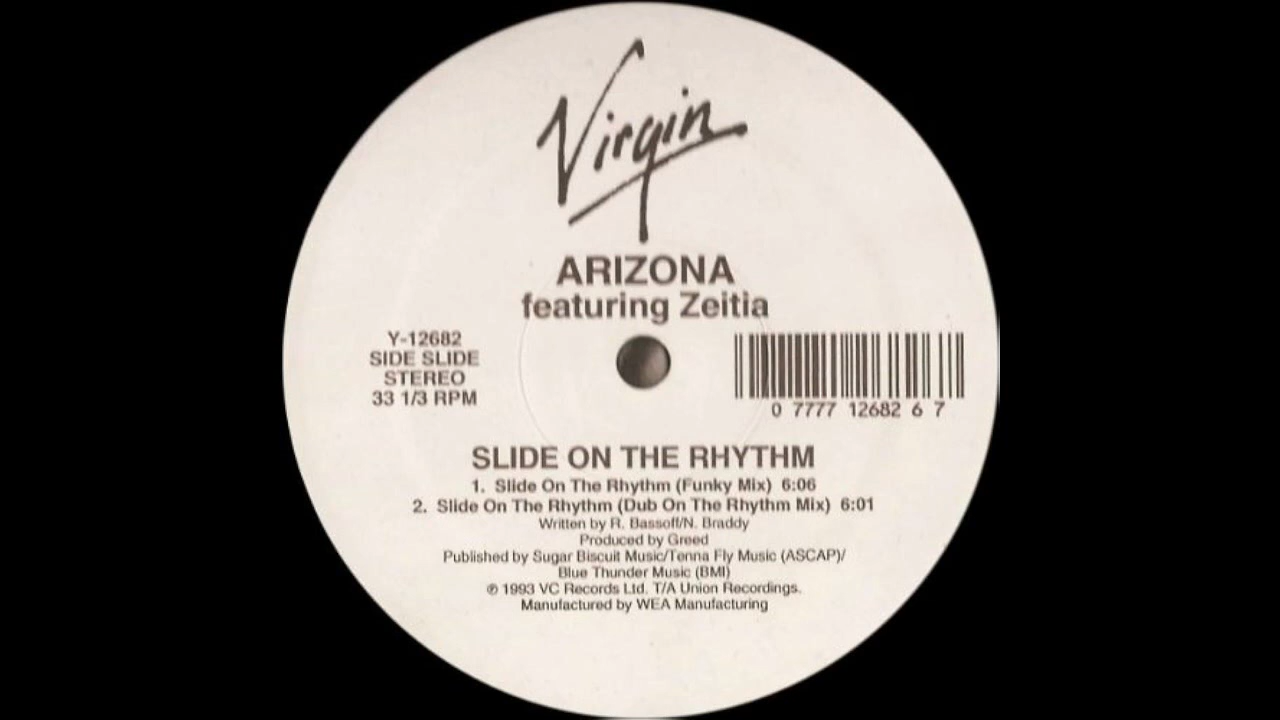 Virgin
ARIZONA
featuring Zeitia
Y-12682
SIDE SLIDE
STEREO
33 1/3 RPM
0 7777 12682 6 7
SLIDE ON THE RHYTHM
1. Slide On The Rhythm (Funky Mix) 6:06
2. Slide On The Rhythm (Dub On The Rhythm Mix) 6:01
Written by R. Bassoff/N. Braddy
Produced by Greed
Published by Sugar Biscuit Music/Tenna Fly Music (ASCAP)/
Blue Thunder Music (BMI)
℗ 1993 VC Records Ltd. T/A Union Recordings.
Manufactured by WEA Manufacturing